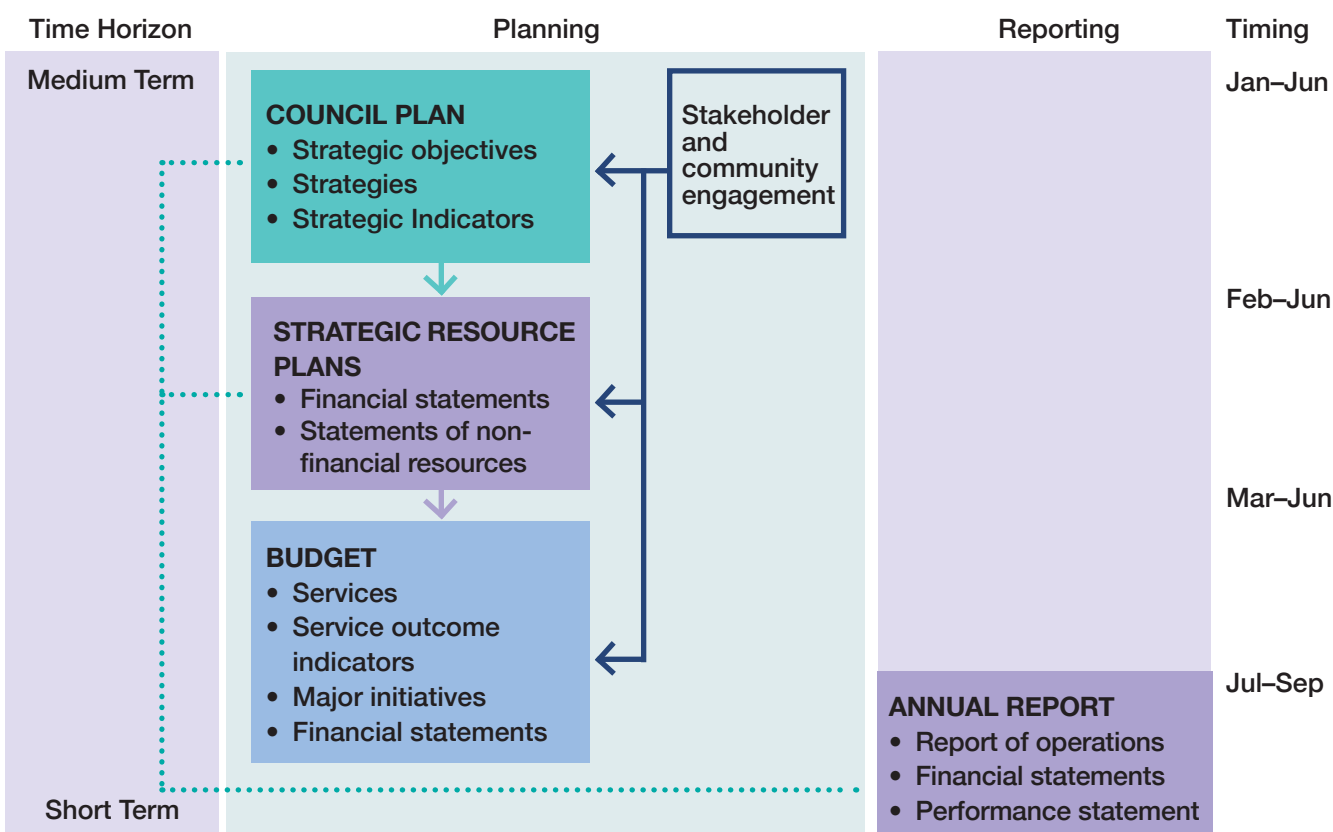 Time Horizon
Planning
Reporting
Timing
Medium Term
Jan–Jun
COUNCIL PLAN
• Strategic objectives
• Strategies
• Strategic Indicators
Stakeholder
and
community
engagement
Feb–Jun
STRATEGIC RESOURCE
PLANS
• Financial statements
• Statements of non-
financial resources
Mar–Jun
BUDGET
• Services
• Service outcome
indicators
• Major initiatives
• Financial statements
Jul–Sep
ANNUAL REPORT
• Report of operations
• Financial statements
• Performance statement
Short Term